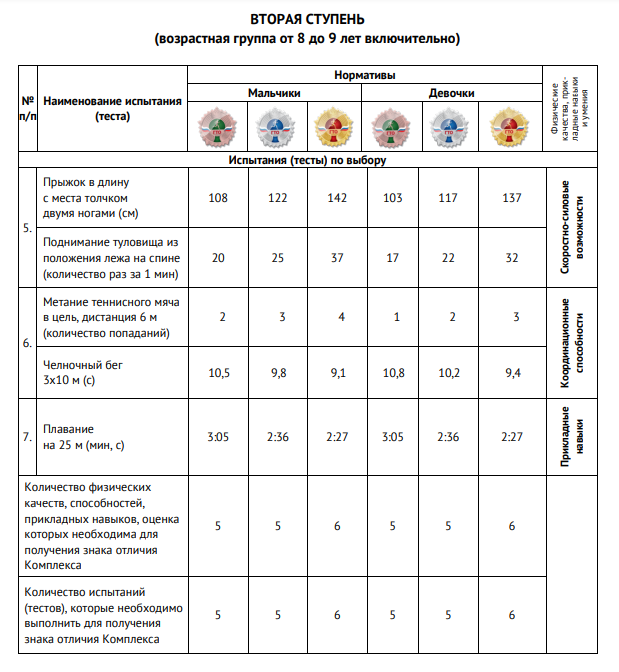 ВТОРАЯ СТУПЕНЬ
(возрастная группа от 8 до 9 лет включительно)
№ п/п
Наименование испытания
(теста)
Нормативы
Мальчики
Девочки
Физические
качества, прик-
ладные навыки
и умения
ГТО ГТО ГТО ГТО ГТО ГТО
Испытания (тесты) по выбору
5.
Прыжок в длину
с места толчком
двумя ногами (см)
108 122 142 103 117 137
Поднимание туловища из
положения лежа на спине
(количество раз за 1 мин)
20 25 37 17 22 32
Скоростно-силовые
возможности
6.
Метание теннисного мяча
в цель, дистанция 6 м
(количество попаданий)
2 3 4 1 2 3
Челночный бег
3х10 м (с)
10,5 9,8 9,1 10,8 10,2 9,4
Координационные
способности
7.
Плавание
на 25 м (мин, с)
3:05 2:36 2:27 3:05 2:36 2:27
Прикладные
навыки
Количество физических
качеств, способностей,
прикладных навыков, оценка
которых необходима для
получения знака отличия
Комплекса
5 5 6 5 5 6
Количество испытаний
(тестов), которые необходимо
выполнить для получения
знака отличия Комплекса
5 5 6 5 5 6